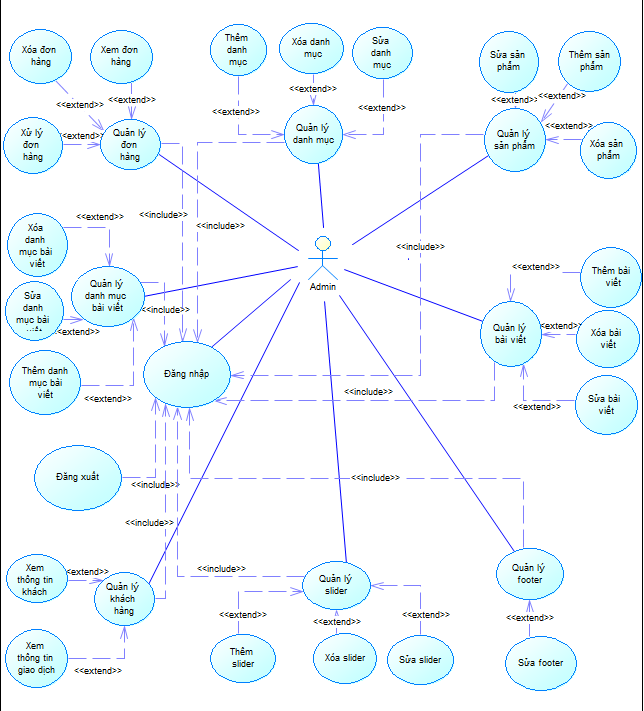 Xóa đơn
hàng
Xem đơn
hàng
Thêm
danh
mục
Xóa danh
mục
Sửa
danh
mục
Sửa sản
phẩm
Thêm sản
phẩm
<<extend>>
<<extend>>
<<extend>>
<<extend>>
<<extend>>
<<extend>>
<<extend>>
Xử lý
đơn
hàng
<<extend>>
Quản lý
đơn
hàng
Quản lý
danh mục
Quản lý
sản phẩm
<<extend>>
Xóa sản
phẩm
Xóa
danh
mục bài
viết
<<extend>>
<<include>>
<<include>>
<<include>>
Admin
<<extend>>
Thêm bài
viết
Sửa
danh
mục bài
viết
<<extend>>
Quản lý
danh mục
bài viết
<<include>>
Quản lý
bài viết
<<extend>>
Xóa bài
viết
Thêm danh
mục bài
viết
<<extend>>
Đăng nhập
<<include>>
<<extend>>
Sửa bài
viết
Đăng xuất
<<include>>
<<include>>
<<include>>
Xem
thông tin
khách
<<extend>>
Quản lý
khách
hàng
<<include>>
Quản lý
slider
Quản lý
footer
Xem
thông tin
giao dịch
<<extend>>
<<extend>>
<<extend>>
<<extend>>
<<extend>>
Thêm
slider
Xóa slider
Sửa slider
Sửa footer